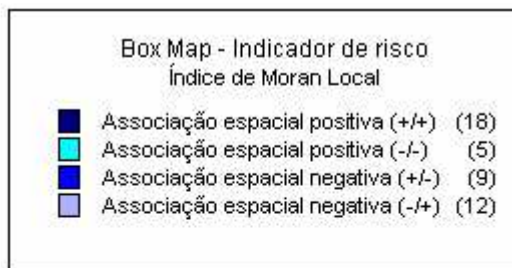 Box Map - Indicador de risco
Índice de Moran Local
Associação espacial positiva (+/+) (18)
Associação espacial positiva (-/-) (5)
Associação espacial negativa (+/-) (9)
Associação espacial negativa (-/+) (12)